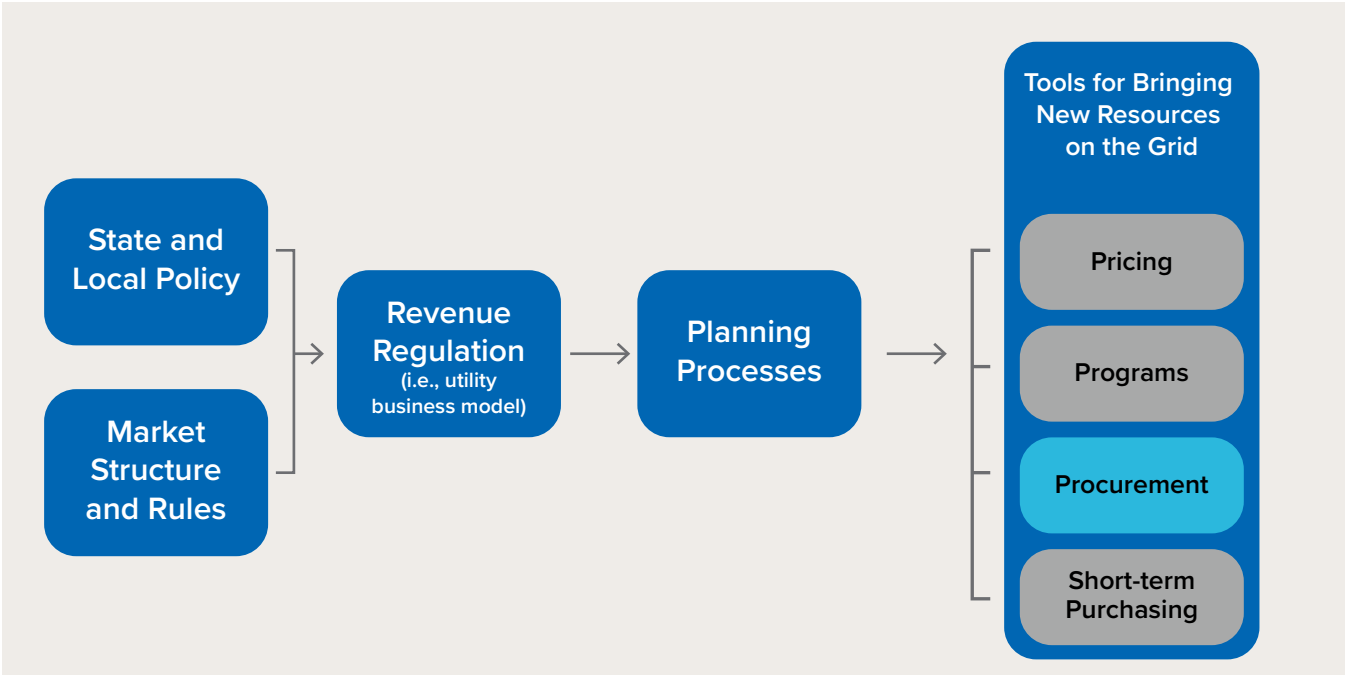 State and
Local Policy
Market
Structure
and Rules
Revenue
Regulation
(i.e., utility
business model)
Planning
Processes
Tools for Bringing
New Resources
on the Grid
Pricing
Programs
Procurement
Short-term
Purchasing